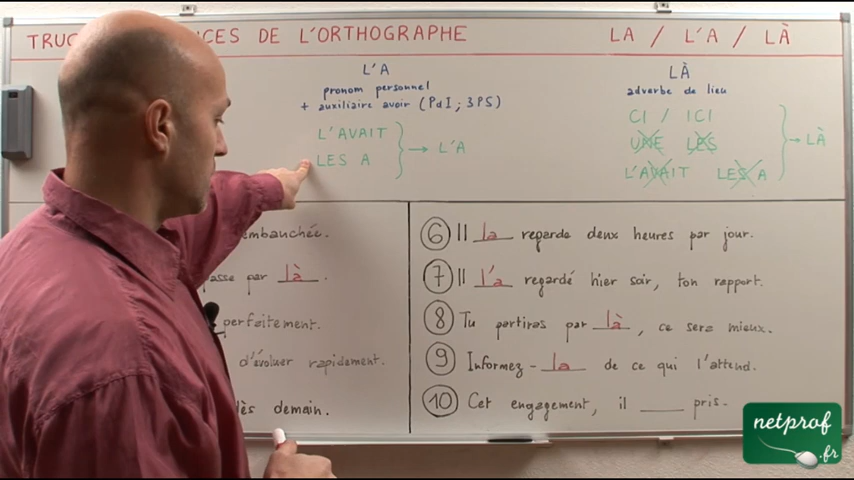 TRUC CES DE L'ORTHOGRAPHE
LA / L'A / LÀ
L'A
pronom personnel
+ auxiliaire avoir (PdI ; 3PS)
L'AVAIT
LES A
→ L'A
LÀ
adverbe de lieu
CI / ICI
UNE LES
L'AVAIT LES A
→ LÀ
embauchée.
asse par là.
perfaitement.
d'évoluer rapidement.
dès demain.
6 Il la regarde deux heures par jour.
7 Il l'a regardé hier soir, ton rapport.
8 Tu partiras par là, ce sera mieux.
9 Informez-la de ce qui l'attend.
10 Cet engagement, il ____ pris.
netprof
.fr